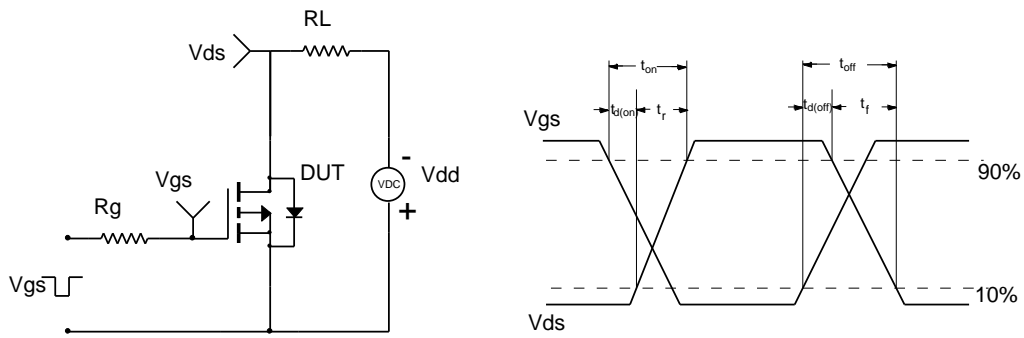 RL
Vds
-
Vgs
DUT
VDC
Vdd
Rg
+
Vgs
ton
toff
td(on)
tr
td(off)
tf
Vgs
90%
10%
Vds